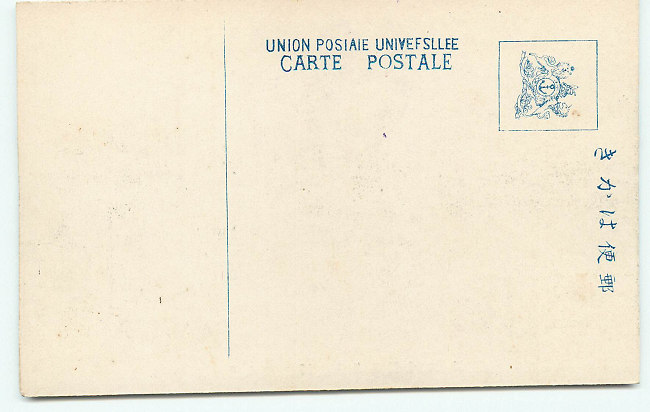 UNION POSIAIE UNIVEFSLLEE
CARTE POSTALE
郵便はかき